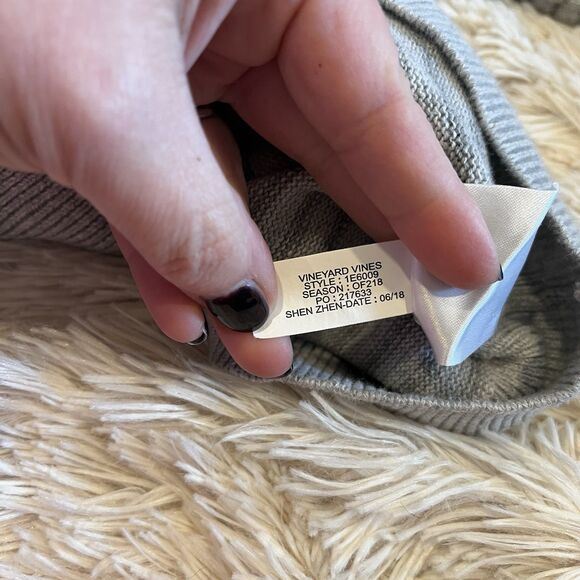 VINEYARD VINES
STYLE : 1E6009
SEASON : OF218
PO : 217633
SHEN ZHEN-DATE : 06/18